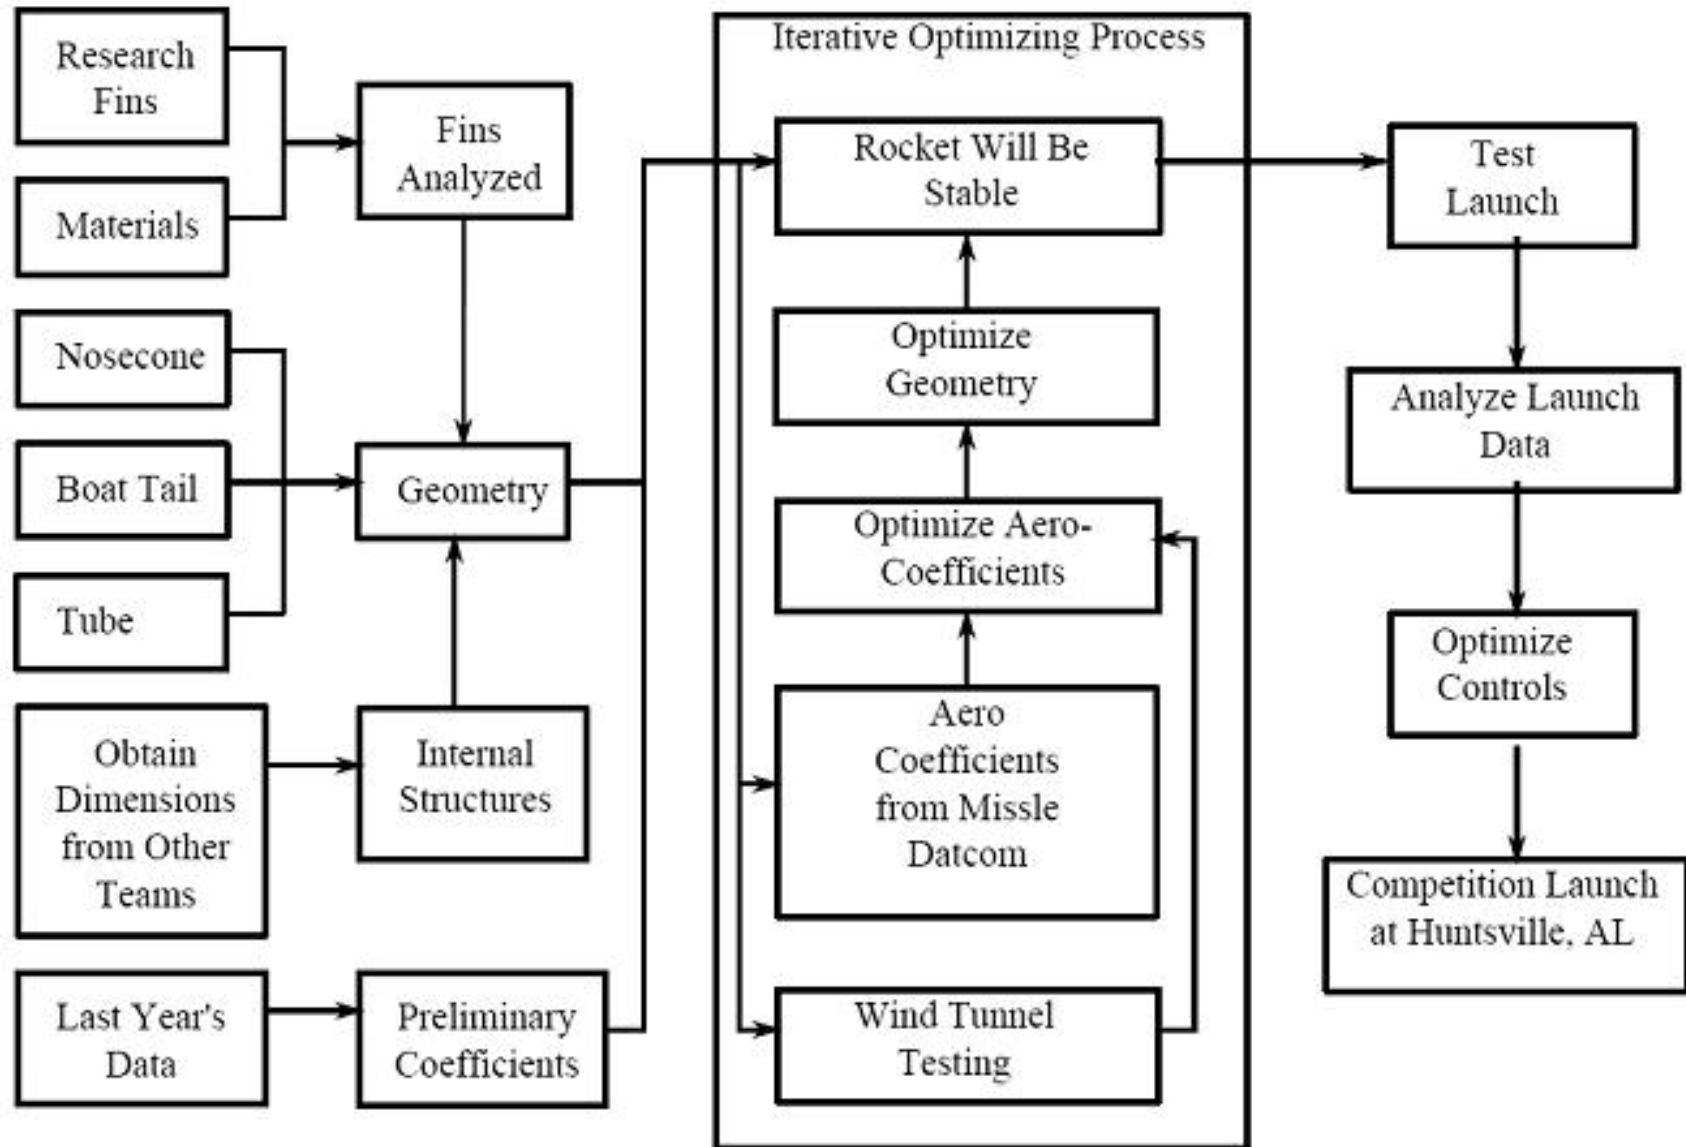 Research
Fins
Materials
Nosecone
Boat Tail
Tube
Obtain
Dimensions
from Other
Teams
Last Year's
Data
Fins
Analyzed
Geometry
Internal
Structures
Preliminary
Coefficients
Iterative Optimizing Process
Rocket Will Be
Stable
Optimize
Geometry
Optimize Aero-
Coefficients
Aero
Coefficients
from Missle
Datcom
Wind Tunnel
Testing
Test
Launch
Analyze Launch
Data
Optimize
Controls
Competition Launch
at Huntsville, AL